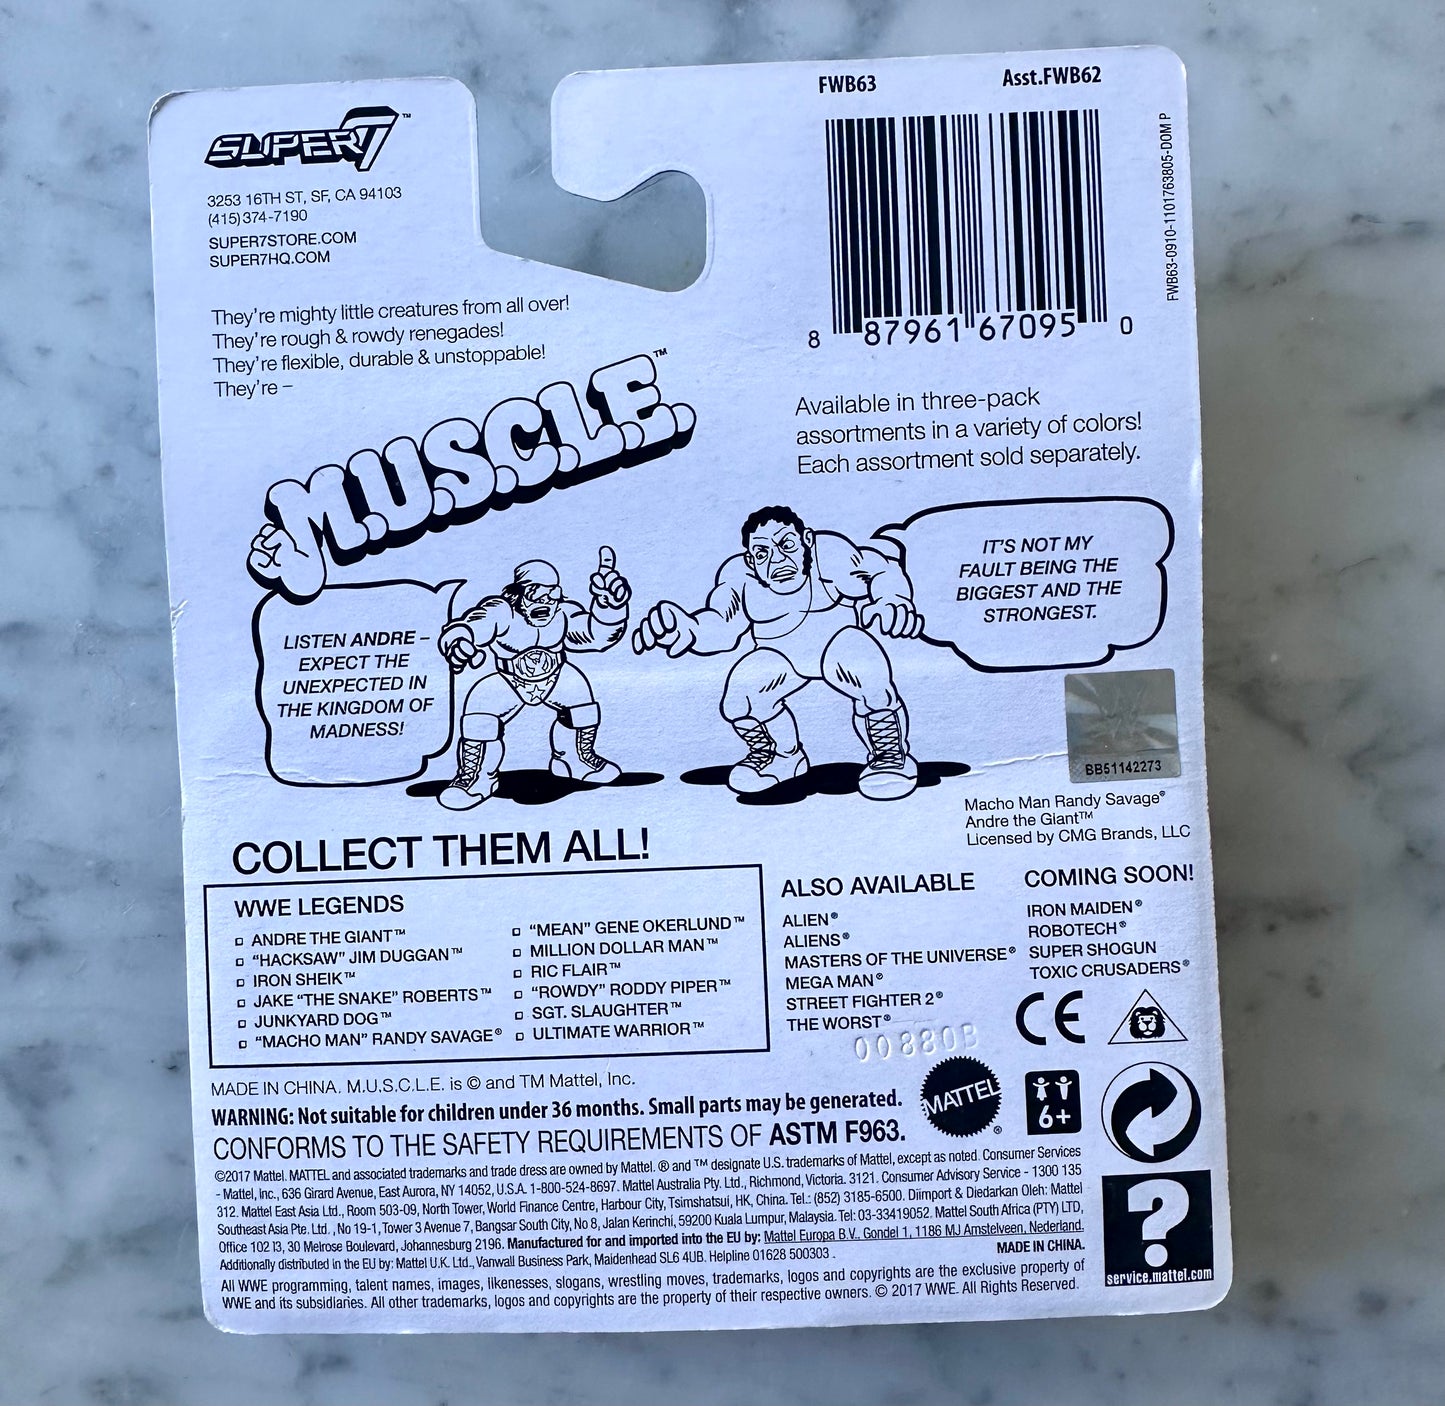 SUPER7™
3253 16TH ST, SF, CA 94103
(415) 374-7190
SUPER7STORE.COM
SUPER7HQ.COM
They're mighty little creatures from all over!
They're rough & rowdy renegades!
They're flexible, durable & unstoppable!
They're –
M.U.S.C.L.E.™
FWB63
Asst.FWB62
8 87961 67095 0
FWB63-0910-1101763805-DOM P
Available in three-pack
assortments in a variety of colors!
Each assortment sold separately.
LISTEN ANDRE –
EXPECT THE
UNEXPECTED IN
THE KINGDOM OF
MADNESS!
IT'S NOT MY
FAULT BEING THE
BIGGEST AND THE
STRONGEST.
BB51142273
Macho Man Randy Savage®
Andre the Giant™
Licensed by CMG Brands, LLC
COLLECT THEM ALL!
WWE LEGENDS
ANDRE THE GIANT™
"HACKSAW" JIM DUGGAN™
IRON SHEIK™
JAKE "THE SNAKE" ROBERTS™
JUNKYARD DOG™
"MACHO MAN" RANDY SAVAGE®
"MEAN" GENE OKERLUND™
MILLION DOLLAR MAN™
RIC FLAIR™
"ROWDY" RODDY PIPER™
SGT. SLAUGHTER™
ULTIMATE WARRIOR™
ALSO AVAILABLE
ALIEN®
ALIENS®
MASTERS OF THE UNIVERSE®
MEGA MAN®
STREET FIGHTER 2®
THE WORST®
COMING SOON!
IRON MAIDEN®
ROBOTECH®
SUPER SHOGUN
TOXIC CRUSADERS®
00880B
CE
MATTEL®
6+
MADE IN CHINA. M.U.S.C.L.E. is © and TM Mattel, Inc.
WARNING: Not suitable for children under 36 months. Small parts may be generated.
CONFORMS TO THE SAFETY REQUIREMENTS OF ASTM F963.
©2017 Mattel. MATTEL and associated trademarks and trade dress are owned by Mattel. ® and ™ designate U.S. trademarks of Mattel, except as noted. Consumer Services
- Mattel, Inc., 636 Girard Avenue, East Aurora, NY 14052, U.S.A. 1-800-524-8697. Mattel Australia Pty. Ltd., Richmond, Victoria. 3121. Consumer Advisory Service - 1300 135
312. Mattel East Asia Ltd., Room 503-09, North Tower, World Finance Centre, Harbour City, Tsimshatsui, HK, China. Tel.: (852) 3185-6500. Diimport & Diedarkan Oleh: Mattel
Southeast Asia Pte. Ltd. , No 19-1, Tower 3 Avenue 7, Bangsar South City, No 8, Jalan Kerinchi, 59200 Kuala Lumpur, Malaysia. Tel: 03-33419052. Mattel South Africa (PTY) LTD,
Office 102 I3, 30 Melrose Boulevard, Johannesburg 2196. Manufactured for and imported into the EU by: Mattel Europa B.V.. Gondel 1, 1186 MJ Amstelveen, Nederland.
Additionally distributed in the EU by: Mattel U.K. Ltd., Vanwall Business Park, Maidenhead SL6 4UB. Helpline 01628 500303 .
MADE IN CHINA.
All WWE programming, talent names, images, likenesses, slogans, wrestling moves, trademarks, logos and copyrights are the exclusive property of
WWE and its subsidiaries. All other trademarks, logos and copyrights are the property of their respective owners. © 2017 WWE. All Rights Reserved.
?
service.mattel.com